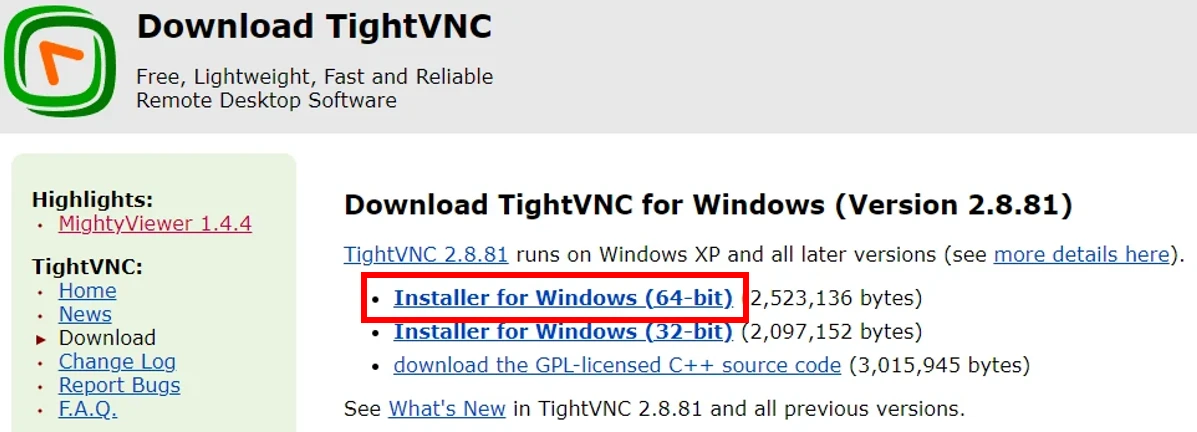 Download TightVNC
Free, Lightweight, Fast and Reliable
Remote Desktop Software
Highlights:
MightyViewer 1.4.4
TightVNC:
Home
News
Download
Change Log
Report Bugs
F.A.Q.
Download TightVNC for Windows (Version 2.8.81)
TightVNC 2.8.81 runs on Windows XP and all later versions (see more details here).
Installer for Windows (64-bit) (2,523,136 bytes)
Installer for Windows (32-bit) (2,097,152 bytes)
download the GPL-licensed C++ source code (3,015,945 bytes)
See What's New in TightVNC 2.8.81 and all previous versions.